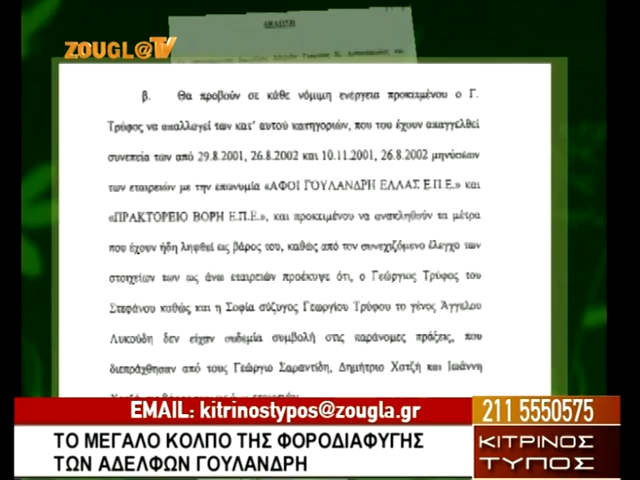 ZOUGL@TV
ΔΗΛΩΣΗ
β. Θα προβούν σε κάθε νόμιμη ενέργεια προκειμένου ο Γ.
Τρύφος να απαλλαγεί των κατ' αυτού κατηγοριών, που του έχουν απαγγελθεί
συνεπεία των από 29.8.2001, 26.8.2002 και 10.11.2001, 26.8.2002 μηνύσεων
των εταιρειών με την επωνυμία «ΑΦΟΙ ΓΟΥΛΑΝΔΡΗ ΕΛΛΑΣ Ε.Π.Ε.» και
«ΠΡΑΚΤΟΡΕΙΟ ΒΟΡΗ Ε.Π.Ε.», και προκειμένου να ανακληθούν τα μέτρα
που έχουν ήδη ληφθεί εις βάρος του, καθώς από τον συνεχιζόμενο έλεγχο των
στοιχείων των ως άνω εταιρειών προέκυψε ότι, ο Γεώργιος Τρύφος του
Στεφάνου καθώς και η Σοφία σύζυγος Γεωργίου Τρύφου το γένος Άγγελου
Λυκούδη δεν είχαν ουδεμία συμβολή στις παράνομες πράξεις, που
διεπράχθησαν από τους Γεώργιο Σαραντίδη, Δημήτριο Χατζή και Ιωάννη
EMAIL: kitrinostypos@zougla.gr
211 5550575
ΤΟ ΜΕΓΑΛΟ ΚΟΛΠΟ ΤΗΣ ΦΟΡΟΔΙΑΦΥΓΗΣ
ΤΩΝ ΑΔΕΛΦΩΝ ΓΟΥΛΑΝΔΡΗ
ΚΙΤΡΙΝΟΣ
ΤΥΠΟΣ